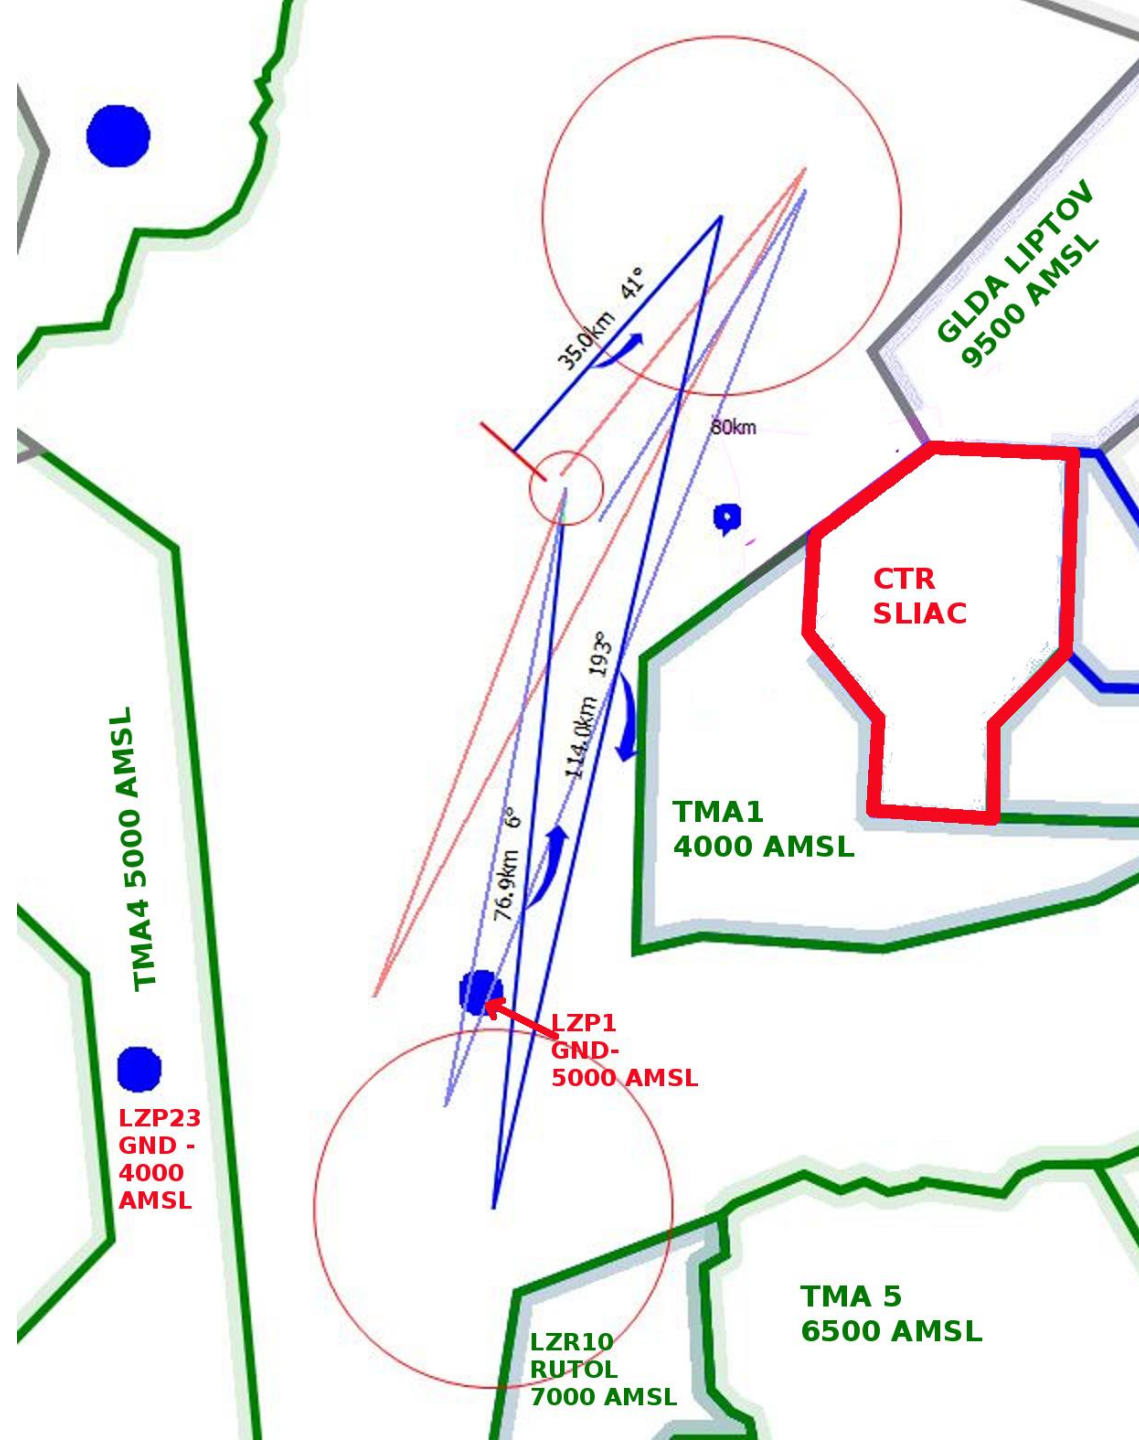 GLDA LIPTOV
9500 AMSL
35.0km 41°
80km
CTR
SLIAC
114.0km 193°
TMA4 5000 AMSL
TMA1
4000 AMSL
76.9km 6°
LZP1
GND-
5000 AMSL
LZP23
GND -
4000
AMSL
TMA 5
6500 AMSL
LZR10
RUTOL
7000 AMSL